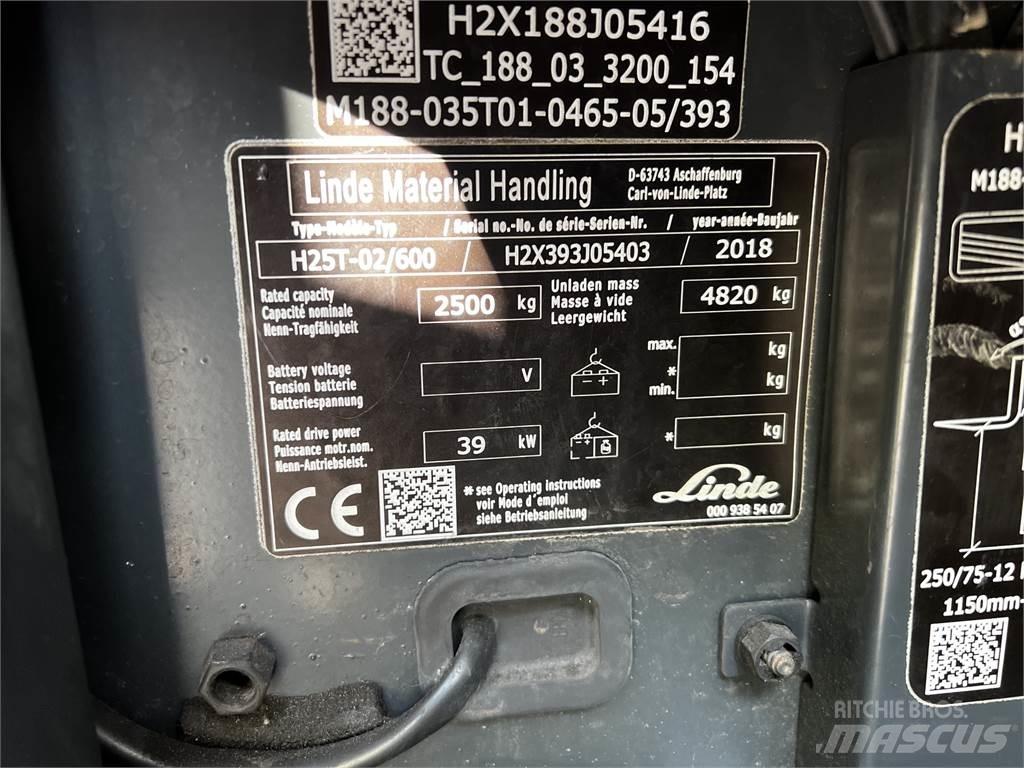 H2X188J05416
TC_188_03_3200_154
M188-035T01-0465-05/393
Linde Material Handling
D-63743 Aschaffenburg
Carl-von-Linde-Platz
Type-Modèle-Typ / Serial no.-No. de série-Serien-Nr. / year-année-Baujahr
H25T-02/600 / H2X393J05403 / 2018
Rated capacity
Capacité nominale
Nenn-Tragfähigkeit
2500 kg
Unladen mass
Masse à vide
Leergewicht
4820 kg
Battery voltage
Tension batterie
Batteriespannung
V
max. kg
*
min. kg
Rated drive power
Puissance motr.nom.
Nenn-Antriebsleist.
39 kW
* kg
CE
* see Operating Instructions
voir Mode d'emploi
siehe Betriebsanleitung
Linde
000 938 54 07
H
M188-
250/75-12
1150mm-
RITCHIE BROS.
MASCUS